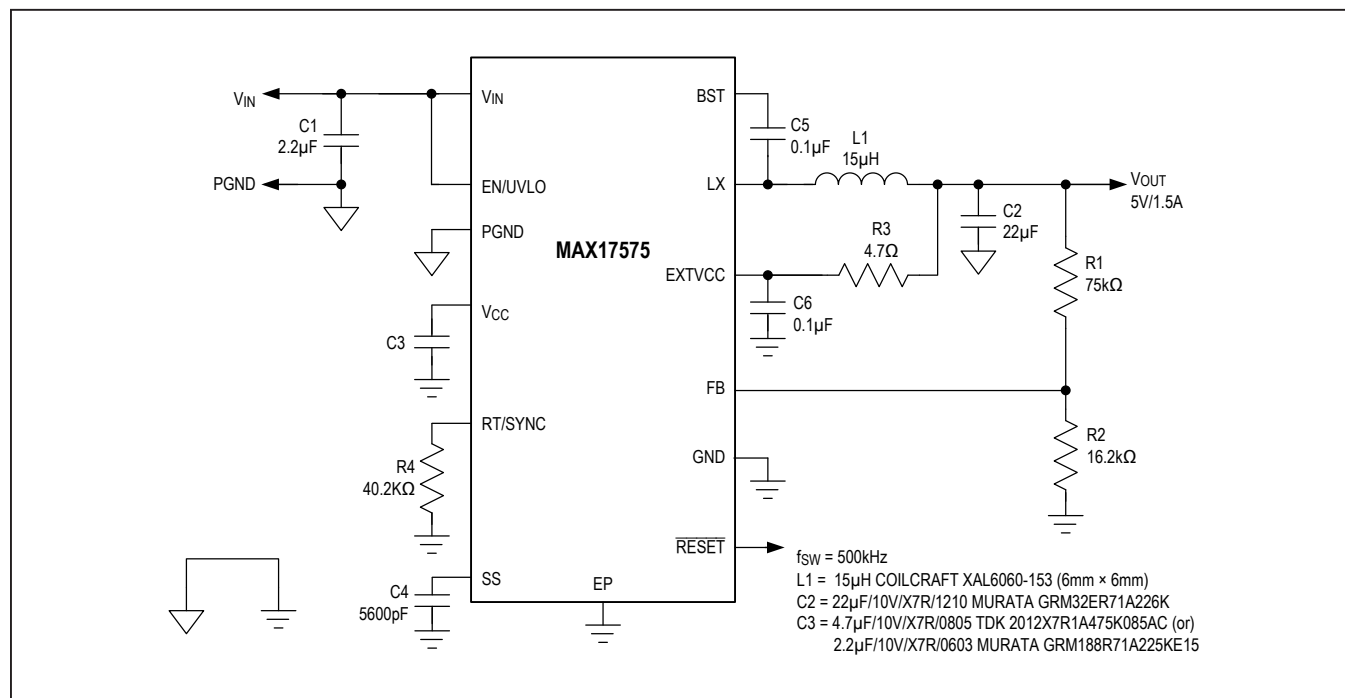 VIN
C1
2.2µF
PGND
VIN
EN/UVLO
PGND
VCC
C3
RT/SYNC
R4
40.2KΩ
SS
C4
5600pF
MAX17575
EP
BST
C5
0.1µF
L1
15µH
LX
VOUT
5V/1.5A
C2
22µF
R3
4.7Ω
EXTVCC
C6
0.1µF
R1
75kΩ
FB
R2
16.2kΩ
GND
RESET
fSW = 500kHz
L1 = 15µH COILCRAFT XAL6060-153 (6mm × 6mm)
C2 = 22µF/10V/X7R/1210 MURATA GRM32ER71A226K
C3 = 4.7µF/10V/X7R/0805 TDK 2012X7R1A475K085AC (or)
2.2µF/10V/X7R/0603 MURATA GRM188R71A225KE15